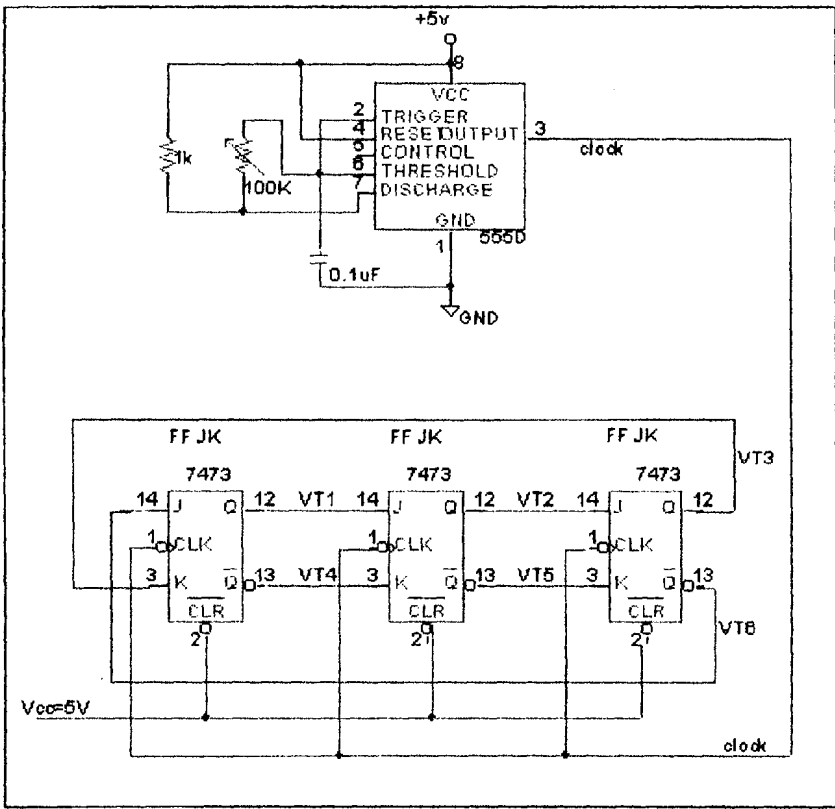 +5v
8
VCC
2 TRIGGER
4 RESET OUTPUT 3
5 CONTROL
6 THRESHOLD
7 DISCHARGE
GND
1
555D
1k
100K
clock
0.1uF
GND
FF JK FF JK FF JK
VT3
7473 7473 7473
14 J Q 12 VT1 14 J Q 12 VT2 14 J Q 12
1 CLK 1 CLK 1 CLK
3 K Q 13 VT4 3 K Q 13 VT5 3 K Q 13
CLR CLR CLR
2 2 2
VT6
Vcc=5V
clock